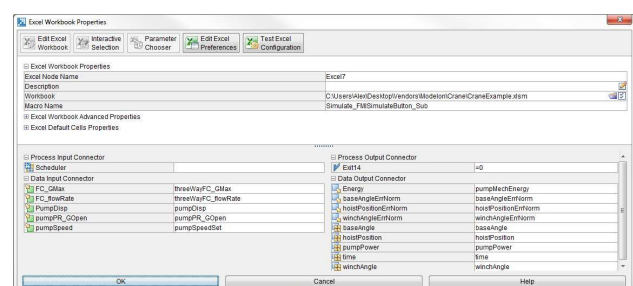 Excel Workbook Properties
Edit Excel Workbook
Interactive Selection
Parameter Chooser
Edit Excel Preferences
Test Excel Configuration
Excel Workbook Properties
Excel Node Name Excel7
Description
Workbook C:\Users\Alex\Desktop\Vendors\Modelon\Crane\CraneExample.xlsm
Macro Name Simulate_FMISimulateButton_Sub
Excel Workbook Advanced Properties
Excel Default Cells Properties
Process Input Connector
Scheduler
Data Input Connector
FC_GMax threeWayFC_GMax
FC_flowRate threeWayFC_flowRate
PumpDisp pumpDisp
pumpPR_GOpen pumpPR_GOpen
pumpSpeed pumpSpeedSet
Process Output Connector
Exit14 =0
Data Output Connector
Energy pumpMechEnergy
baseAngleErrNorm baseAngleErrNorm
hoistPositionErrNorm hoistPositionErrNorm
winchAngleErrNorm winchAngleErrNorm
baseAngle baseAngle
hoistPosition hoistPosition
pumpPower pumpPower
time time
winchAngle winchAngle
OK Cancel Help